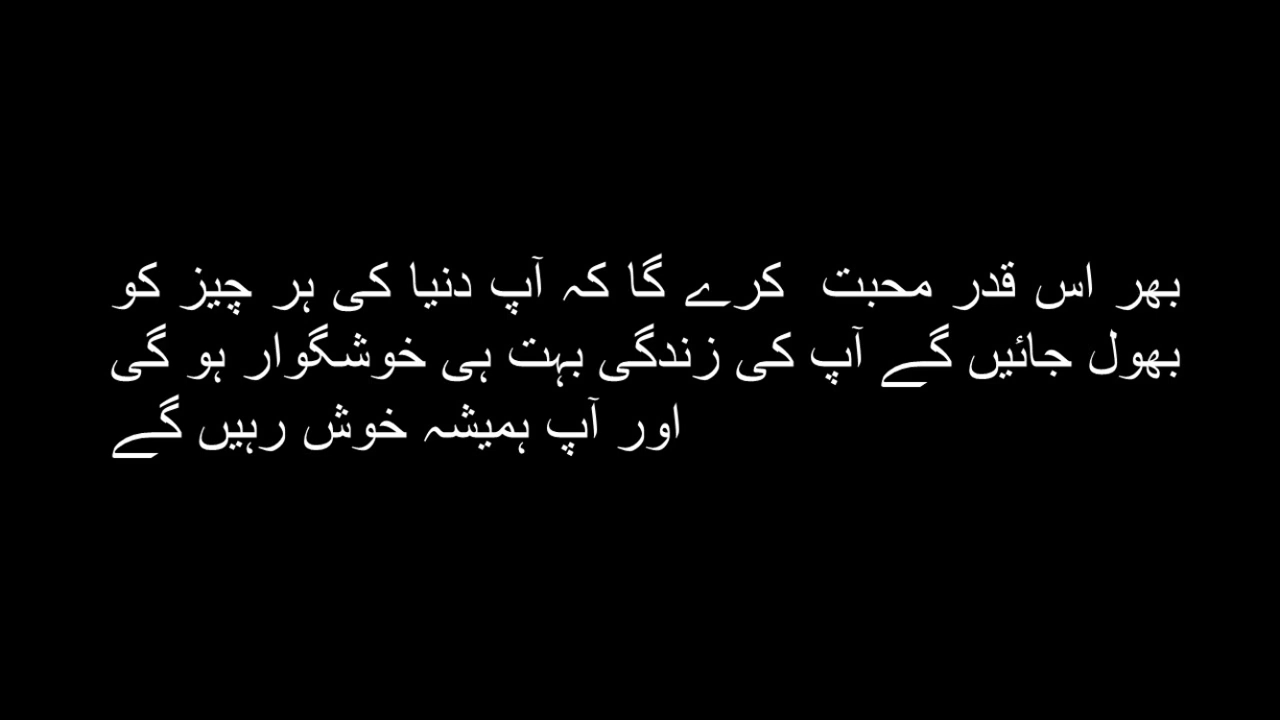 بھر اس قدر محبت  کرے گا کہ آپ دنیا کی ہر چیز کو
بھول جائیں گے آپ کی زندگی بہت ہی خوشگوار ہو گی
اور آپ ہمیشہ خوش رہیں گے